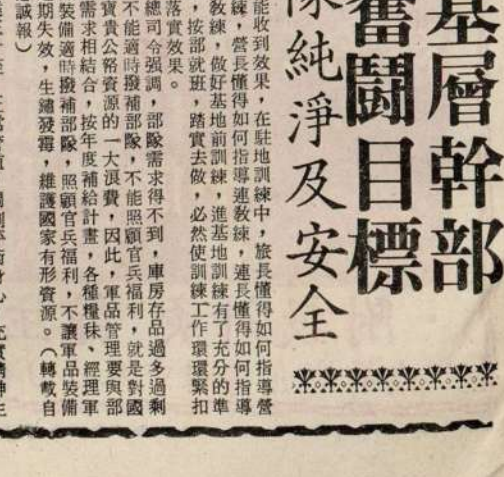 基層幹部
奮鬪目標
隊純淨及安全
能收到效果，在駐地訓練中，旅長懂得如何指導營
練，營長懂得如何指導連教練，連長懂得如何指導
教練，做好基地前訓練，進基地訓練有了充分的準
，按部就班，踏實去做，必然使訓練工作環環緊扣
落實效果。
總司令强調，部隊需求得不到，庫房存品過多過剩
不能適時撥補部隊，不能照顧官兵福利，就是對國
寶貴公帑資源的一大浪費，因此，軍品管理要與部
需求相結合，按年度補給計畫，各種糧秣、經理軍
裝備適時撥補部隊，照顧官兵福利，不讓軍品裝備
期失效，生鏽發霉，維護國家有形資源。（轉載自
誠報）